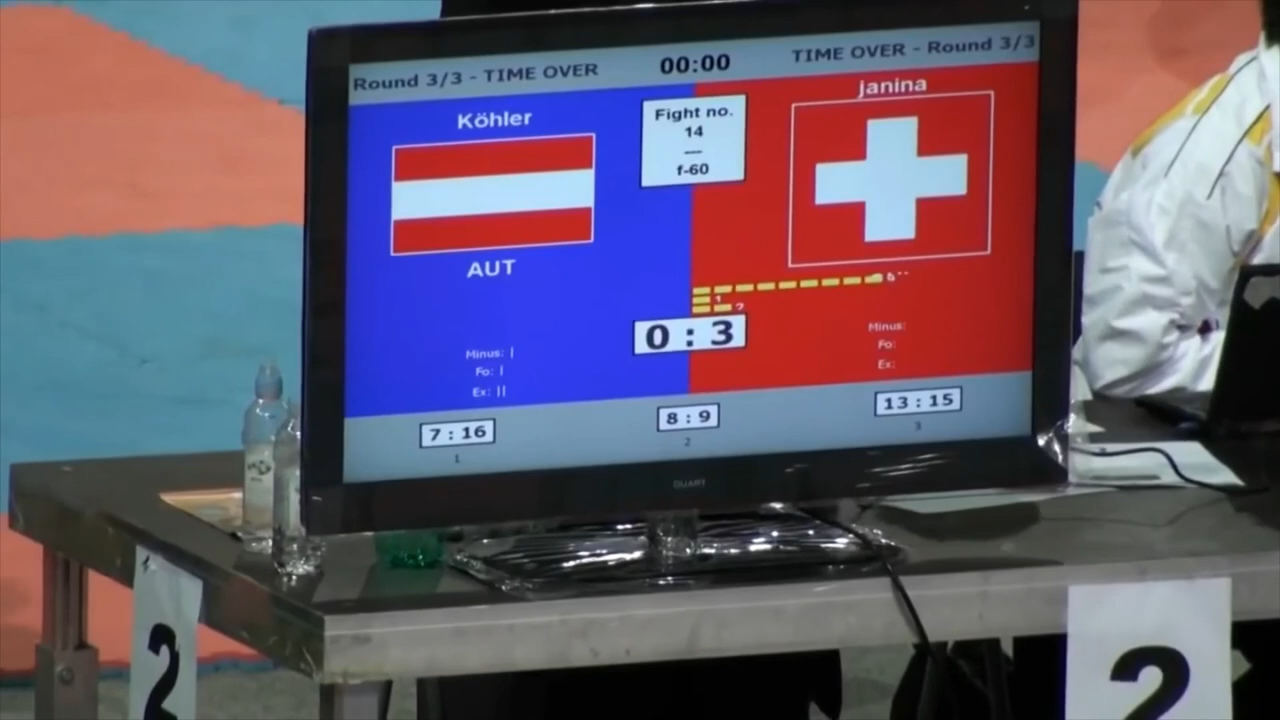 Round 3/3 - TIME OVER
00:00
TIME OVER - Round 3/3
Köhler
Janina
Fight no.
14
---
f-60
AUT
1
2
0 : 3
Minus: |
Fo: |
Ex: ||
Minus:
Fo:
Ex:
7 : 16
8 : 9
13 : 15
1
2
3
2
2